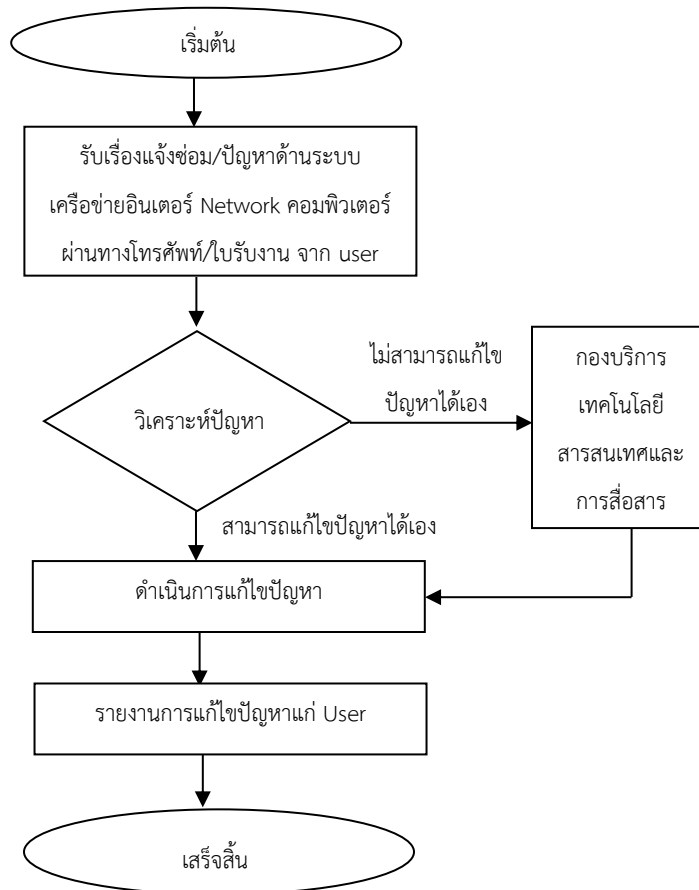 เริ่มต้น
รับเรื่องแจ้งซ่อม/ปัญหาด้านระบบ
เครือข่ายอินเตอร์ Network คอมพิวเตอร์
ผ่านทางโทรศัพท์/ใบรับงาน จาก user
วิเคราะห์ปัญหา
ไม่สามารถแก้ไข
ปัญหาได้เอง
กองบริการ
เทคโนโลยี
สารสนเทศและ
การสื่อสาร
สามารถแก้ไขปัญหาได้เอง
ดำเนินการแก้ไขปัญหา
รายงานการแก้ไขปัญหาแก่ User
เสร็จสิ้น